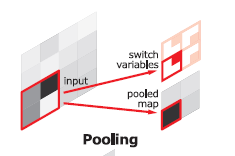 switch
variables
input
pooled
map
Pooling